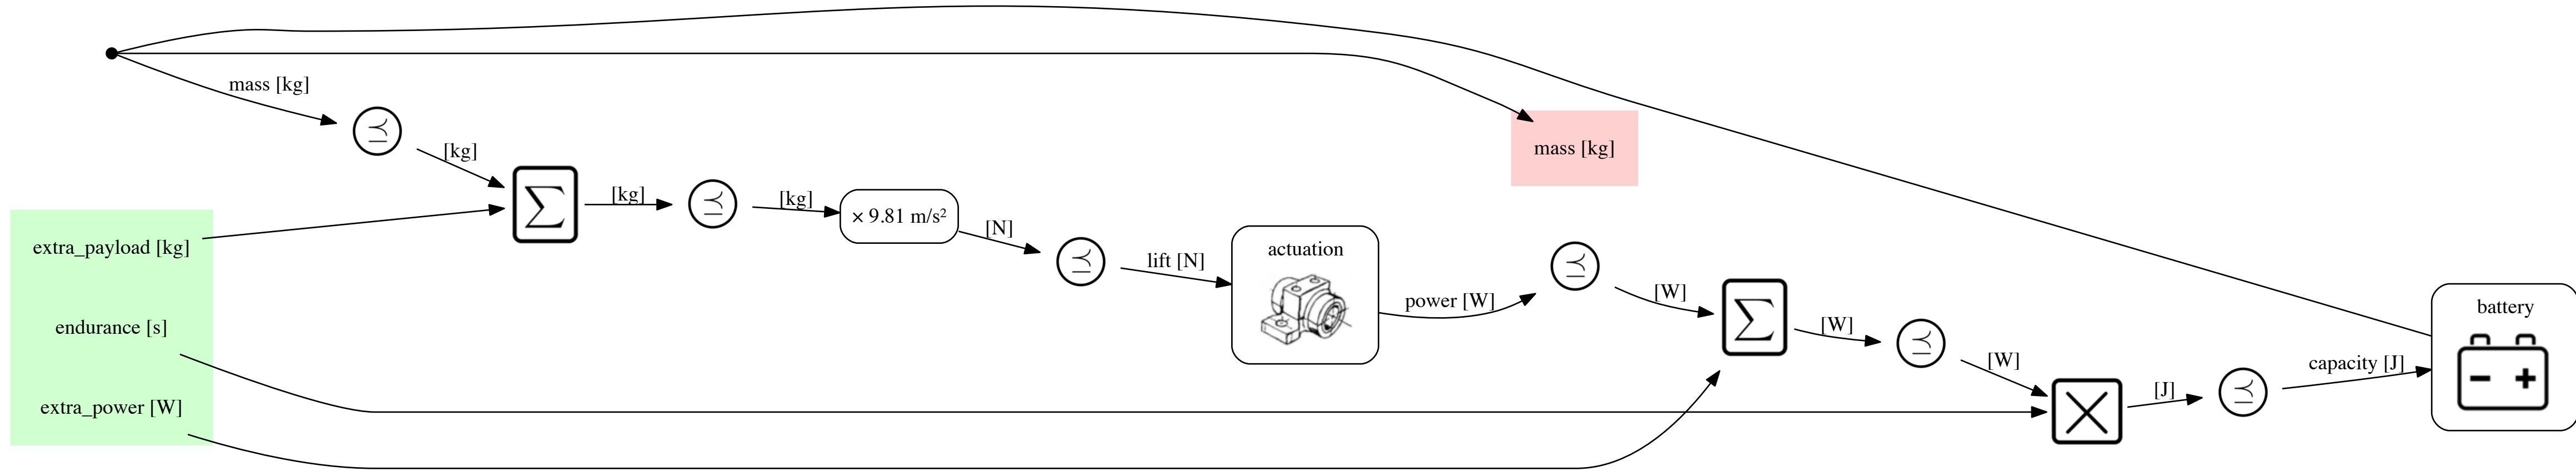 mass [kg]
⪯
[kg]
∑
[kg]
⪯
[kg]
× 9.81 m/s²
[N]
⪯
lift [N]
actuation
power [W]
⪯
[W]
∑
[W]
⪯
[W]
×
[J]
⪯
capacity [J]
battery
- +
mass [kg]
extra_payload [kg]
endurance [s]
extra_power [W]